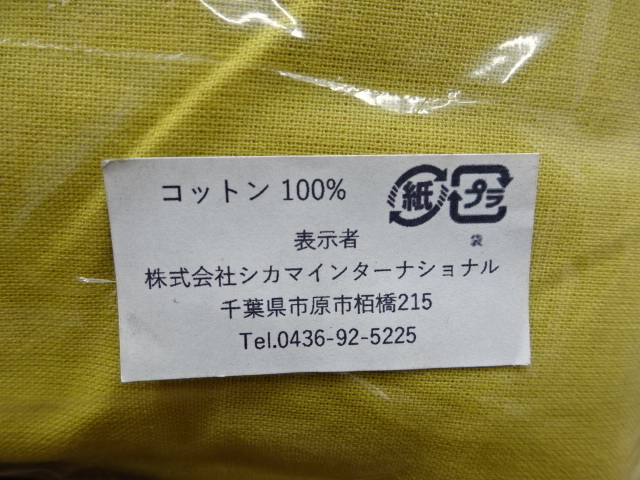 コットン 100%
紙 プラ
袋
表示者
株式会社シカマインターナショナル
千葉県市原市栢橋215
Tel.0436-92-5225